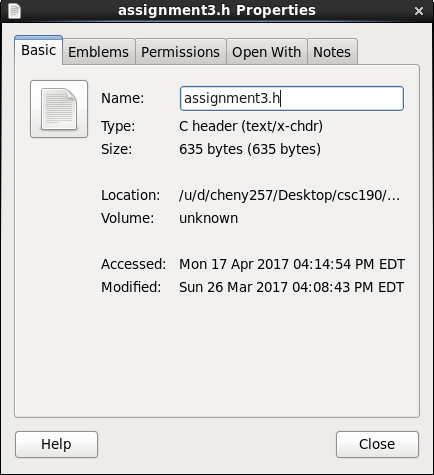 assignment3.h Properties
Basic Emblems Permissions Open With Notes
Name: assignment3.h
Type: C header (text/x-chdr)
Size: 635 bytes (635 bytes)
Location: /u/d/cheny257/Desktop/csc190/...
Volume: unknown
Accessed: Mon 17 Apr 2017 04:14:54 PM EDT
Modified: Sun 26 Mar 2017 04:08:43 PM EDT
Help Close